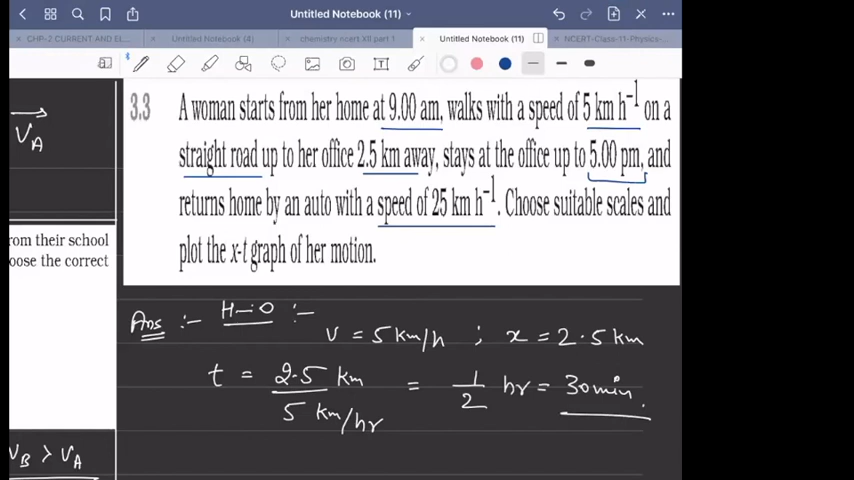 Untitled Notebook (11)
CHP-2 CURRENT AND EL...
Untitled Notebook (4)
chemistry ncert XII part 1
Untitled Notebook (11)
NCERT-Class-11-Physics-...
V_A
3.3 A woman starts from her home at 9.00 am, walks with a speed of 5 km h⁻¹ on a
straight road up to her office 2.5 km away, stays at the office up to 5.00 pm, and
returns home by an auto with a speed of 25 km h⁻¹. Choose suitable scales and
plot the x-t graph of her motion.
rom their school
oose the correct
Ans :- H-O :-
v = 5 km/h ; x = 2.5 km
t = 2.5 km / 5 km/hr = 1/2 hr = 30 min.
V_B > V_A